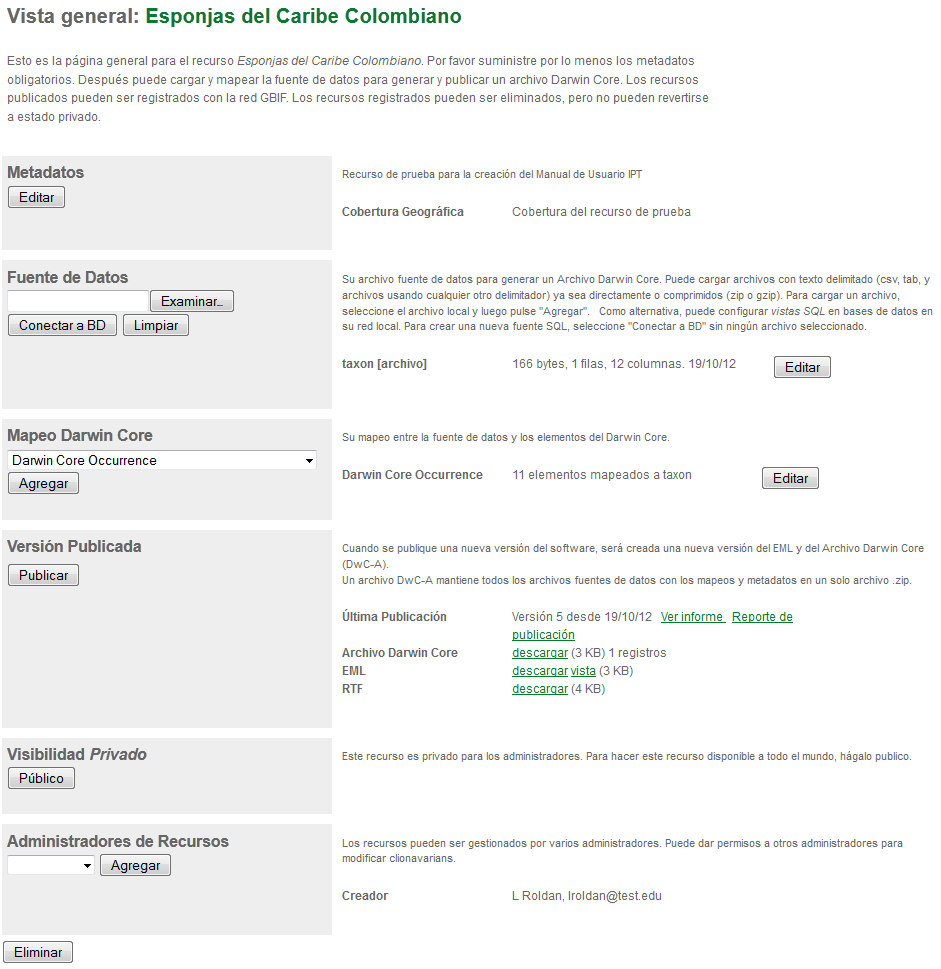 Vista general: Esponjas del Caribe Colombiano
Esto es la página general para el recurso Esponjas del Caribe Colombiano. Por favor suministre por lo menos los metadatos
obligatorios. Después puede cargar y mapear la fuente de datos para generar y publicar un archivo Darwin Core. Los recursos
publicados pueden ser registrados con la red GBIF. Los recursos registrados pueden ser eliminados, pero no pueden revertirse
a estado privado.
Metadatos
Editar
Recurso de prueba para la creación del Manual de Usuario IPT
Cobertura Geográfica Cobertura del recurso de prueba
Fuente de Datos
Examinar...
Conectar a BD Limpiar
Su archivo fuente de datos para generar un Archivo Darwin Core. Puede cargar archivos con texto delimitado (csv, tab, y
archivos usando cualquier otro delimitador) ya sea directamente o comprimidos (zip o gzip). Para cargar un archivo,
seleccione el archivo local y luego pulse "Agregar". Como alternativa, puede configurar vistas SQL en bases de datos en
su red local. Para crear una nueva fuente SQL, seleccione "Conectar a BD" sin ningún archivo seleccionado.
taxon [archivo] 166 bytes, 1 filas, 12 columnas. 19/10/12 Editar
Mapeo Darwin Core
Darwin Core Occurrence
Agregar
Su mapeo entre la fuente de datos y los elementos del Darwin Core.
Darwin Core Occurrence 11 elementos mapeados a taxon Editar
Versión Publicada
Publicar
Cuando se publique una nueva versión del software, será creada una nueva versión del EML y del Archivo Darwin Core
(DwC-A).
Un archivo DwC-A mantiene todos los archivos fuentes de datos con los mapeos y metadatos en un solo archivo .zip.
Última Publicación Versión 5 desde 19/10/12 Ver informe Reporte de
publicación
Archivo Darwin Core descargar (3 KB) 1 registros
EML descargar vista (3 KB)
RTF descargar (4 KB)
Visibilidad Privado
Público
Este recurso es privado para los administradores. Para hacer este recurso disponible a todo el mundo, hágalo publico.
Administradores de Recursos
Agregar
Los recursos pueden ser gestionados por varios administradores. Puede dar permisos a otros administradores para
modificar clionavarians.
Creador L Roldan, lroldan@test.edu
Eliminar